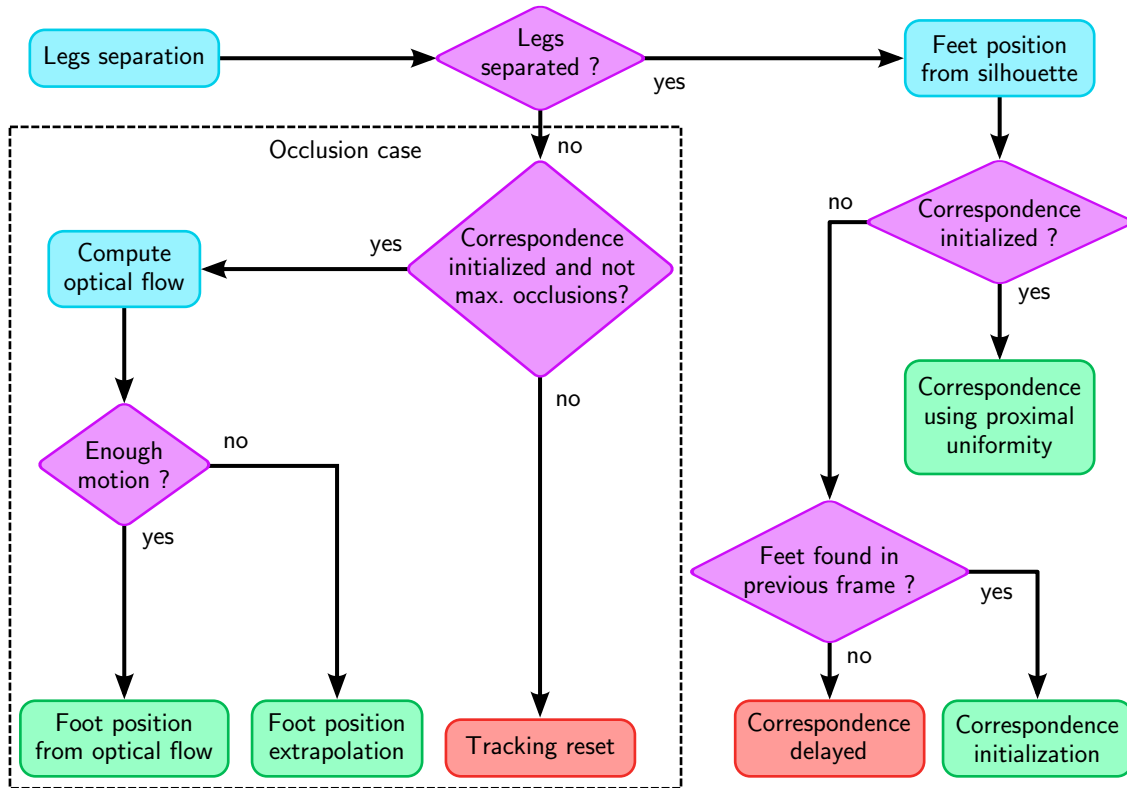 Legs separation
Legs
separated ?
yes
Feet position
from silhouette
no
Occlusion case
Correspondence
initialized and not
max. occlusions?
yes
Compute
optical flow
no
Correspondence
initialized ?
yes
Correspondence
using proximal
uniformity
no
Enough
motion ?
no
yes
Feet found in
previous frame ?
yes
no
Foot position
from optical flow
Foot position
extrapolation
Tracking reset
Correspondence
delayed
Correspondence
initialization